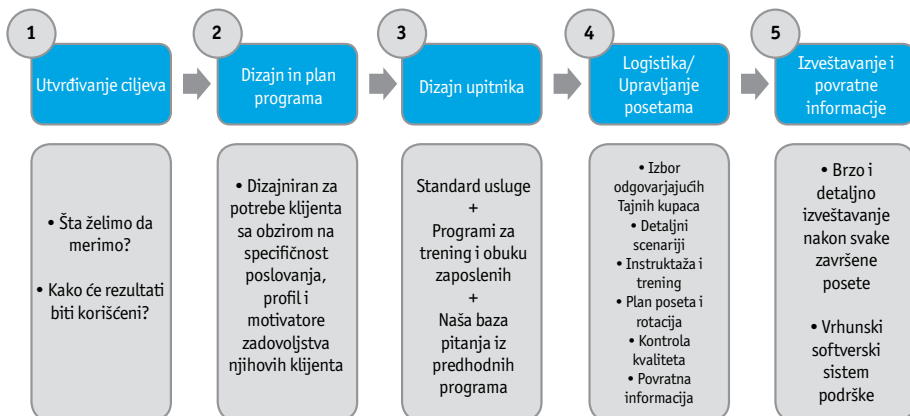 1
Utvrđivanje ciljeva
2
Dizajn in plan
programa
3
Dizajn upitnika
4
Logistika/
Upravljanje
posetama
5
Izveštavanje i
povratne
informacije
• Šta želimo da
merimo?
• Kako će rezultati
biti korišćeni?
• Dizajniran za
potrebe klijenta
sa obzirom na
specifičnost
poslovanja,
profil i
motivatore
zadovoljstva
njihovih klijenta
Standard usluge
+
Programi za
trening i obuku
zaposlenih
+
Naša baza
pitanja iz
predhodnih
programa
• Izbor
odgovarjajućih
Tajnih kupaca
• Detaljni
scenariji
• Instruktaža i
trening
• Plan poseta i
rotacija
• Kontrola
kvaliteta
• Povratna
informacija
• Brzo i
detaljno
izveštavanje
nakon svake
završene
posete
• Vrhunski
softverski
sistem
podrške